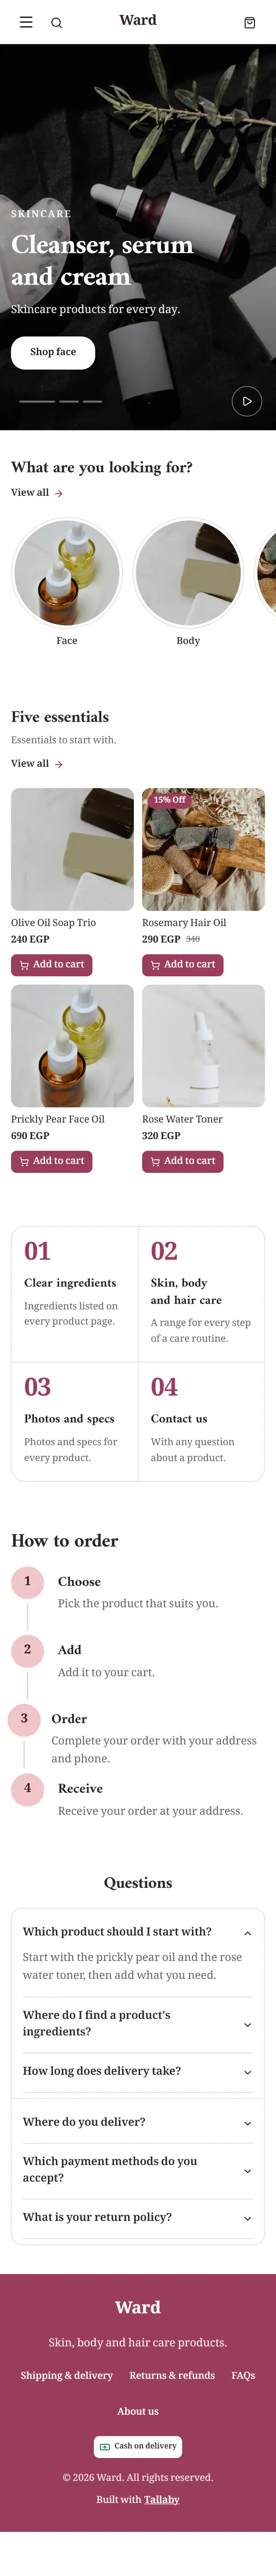 Ward
SKINCARE
Cleanser, serum
and cream
Skincare products for every day.
Shop face
What are you looking for?
View all
Face
Body
Five essentials
Essentials to start with.
View all
15% Off
Olive Oil Soap Trio
240 EGP
Add to cart
Rosemary Hair Oil
290 EGP 340
Add to cart
Prickly Pear Face Oil
690 EGP
Add to cart
Rose Water Toner
320 EGP
Add to cart
01
Clear ingredients
Ingredients listed on
every product page.
02
Skin, body
and hair care
A range for every step
of a care routine.
03
Photos and specs
Photos and specs for
every product.
04
Contact us
With any question
about a product.
How to order
1
Choose
Pick the product that suits you.
2
Add
Add it to your cart.
3
Order
Complete your order with your address
and phone.
4
Receive
Receive your order at your address.
Questions
Which product should I start with?
Start with the prickly pear oil and the rose
water toner, then add what you need.
Where do I find a product's
ingredients?
How long does delivery take?
Where do you deliver?
Which payment methods do you
accept?
What is your return policy?
Ward
Skin, body and hair care products.
Shipping & delivery Returns & refunds FAQs
About us
Cash on delivery
© 2026 Ward. All rights reserved.
Built with Tallaby